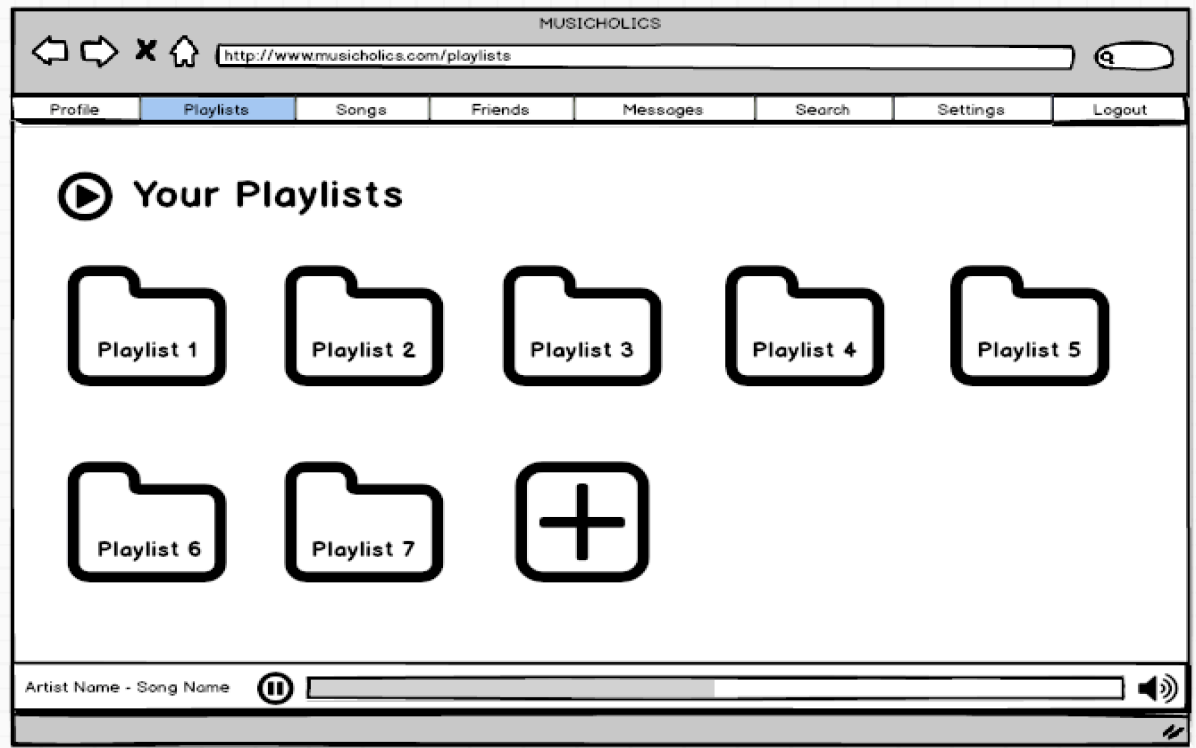 MUSICHOLICS
http://www.musicholics.com/playlists
Profile Playlists Songs Friends Messages Search Settings Logout
Your Playlists
Playlist 1 Playlist 2 Playlist 3 Playlist 4 Playlist 5
Playlist 6 Playlist 7
Artist Name - Song Name